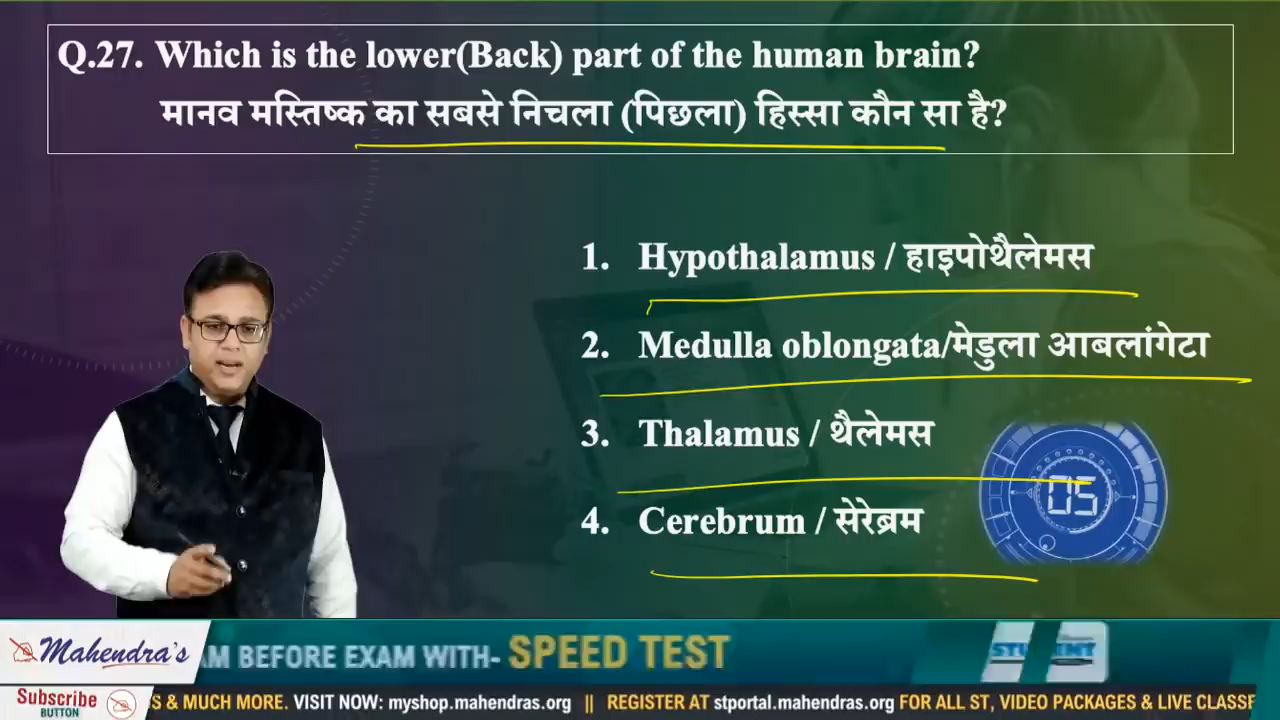 Q.27. Which is the lower(Back) part of the human brain?
मानव मस्तिष्क का सबसे निचला (पिछला) हिस्सा कौन सा है?
1. Hypothalamus / हाइपोथैलेमस
2. Medulla oblongata/मेडुला आबलांगेटा
3. Thalamus / थैलेमस
05
4. Cerebrum / सेरेब्रम
Mahendra's
AM BEFORE EXAM WITH- SPEED TEST
Subscribe
BUTTON
S & MUCH MORE. VISIT NOW: myshop.mahendras.org || REGISTER AT stportal.mahendras.org FOR ALL ST, VIDEO PACKAGES & LIVE CLASSE